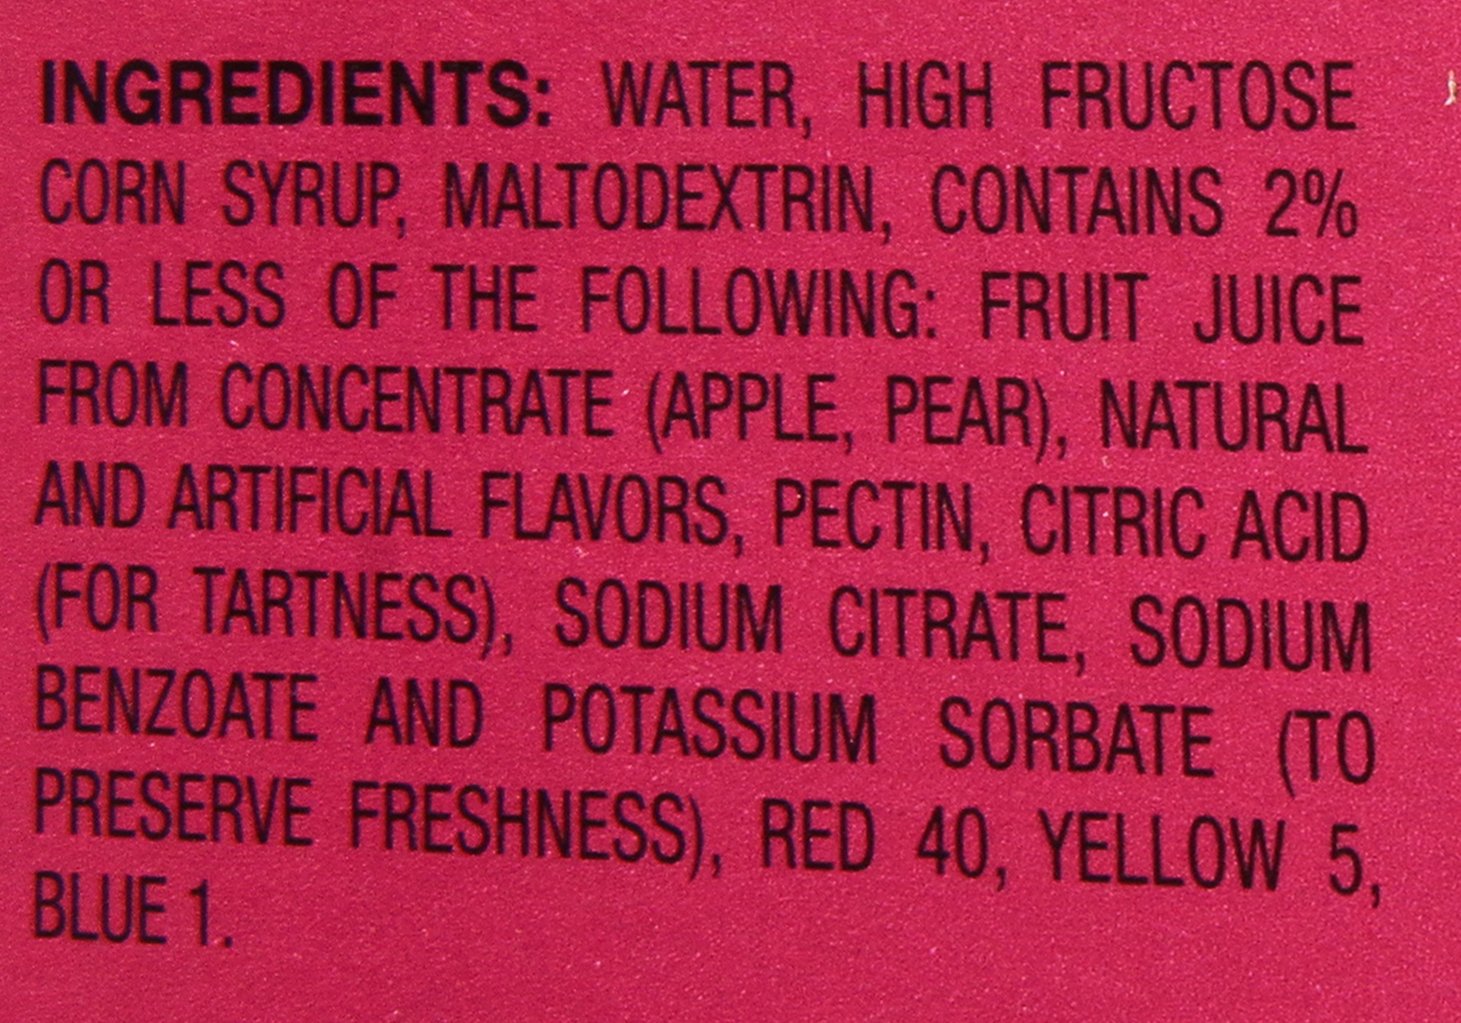 INGREDIENTS: WATER, HIGH FRUCTOSE
CORN SYRUP, MALTODEXTRIN, CONTAINS 2%
OR LESS OF THE FOLLOWING: FRUIT JUICE
FROM CONCENTRATE (APPLE, PEAR), NATURAL
AND ARTIFICIAL FLAVORS, PECTIN, CITRIC ACID
(FOR TARTNESS), SODIUM CITRATE, SODIUM
BENZOATE AND POTASSIUM SORBATE (TO
PRESERVE FRESHNESS), RED 40, YELLOW 5,
BLUE 1.